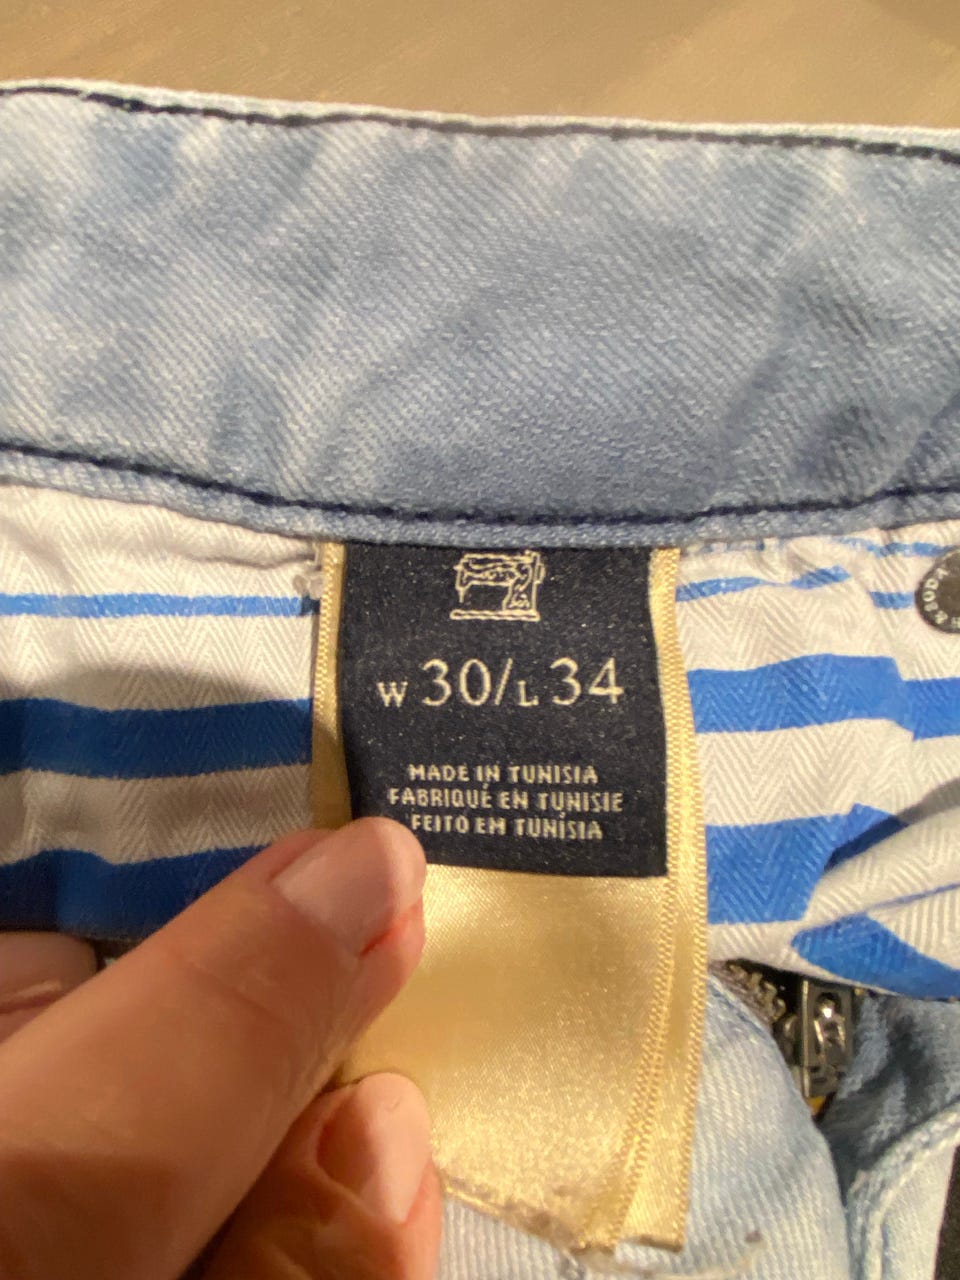 W 30/L 34
MADE IN TUNISIA
FABRIQUÉ EN TUNISIE
FEITO EM TUNÍSIA